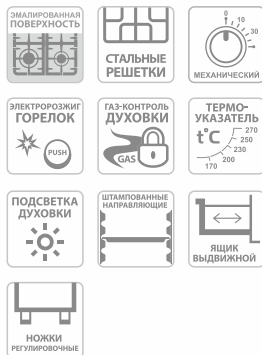 ЭМАЛИРОВАННАЯ
ПОВЕРХНОСТЬ
СТАЛЬНЫЕ
РЕШЕТКИ
0
10
30
МЕХАНИЧЕСКИЙ
ЭЛЕКТРОРОЗЖИГ
ГОРЕЛОК
PUSH
ГАЗ-КОНТРОЛЬ
ДУХОВКИ
GAS
ТЕРМО-
УКАЗАТЕЛЬ
t°C
270
250
230
200
170
ПОДСВЕТКА
ДУХОВКИ
ШТАМПОВАННЫЕ
НАПРАВЛЯЮЩИЕ
ЯЩИК
ВЫДВИЖНОЙ
НОЖКИ
РЕГУЛИРОВОЧНЫЕ